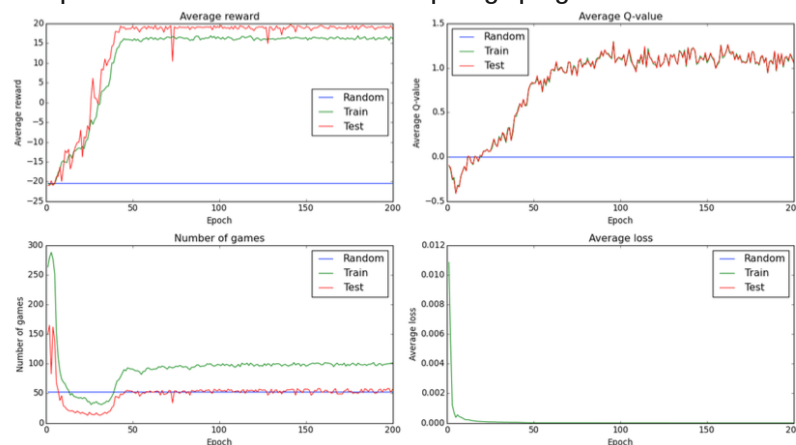 Average reward
20
15
10
5
0
−5
−10
−15
−20
−25
Average reward
0 50 100 150 200
Epoch
Random
Train
Test
Average Q-value
1.5
1.0
0.5
0.0
−0.5
Average Q-value
0 50 100 150 200
Epoch
Random
Train
Test
Number of games
300
250
200
150
100
50
0
Number of games
0 50 100 150 200
Epoch
Random
Train
Test
Average loss
0.012
0.010
0.008
0.006
0.004
0.002
0.000
Average loss
0 50 100 150 200
Epoch
Random
Train
Test